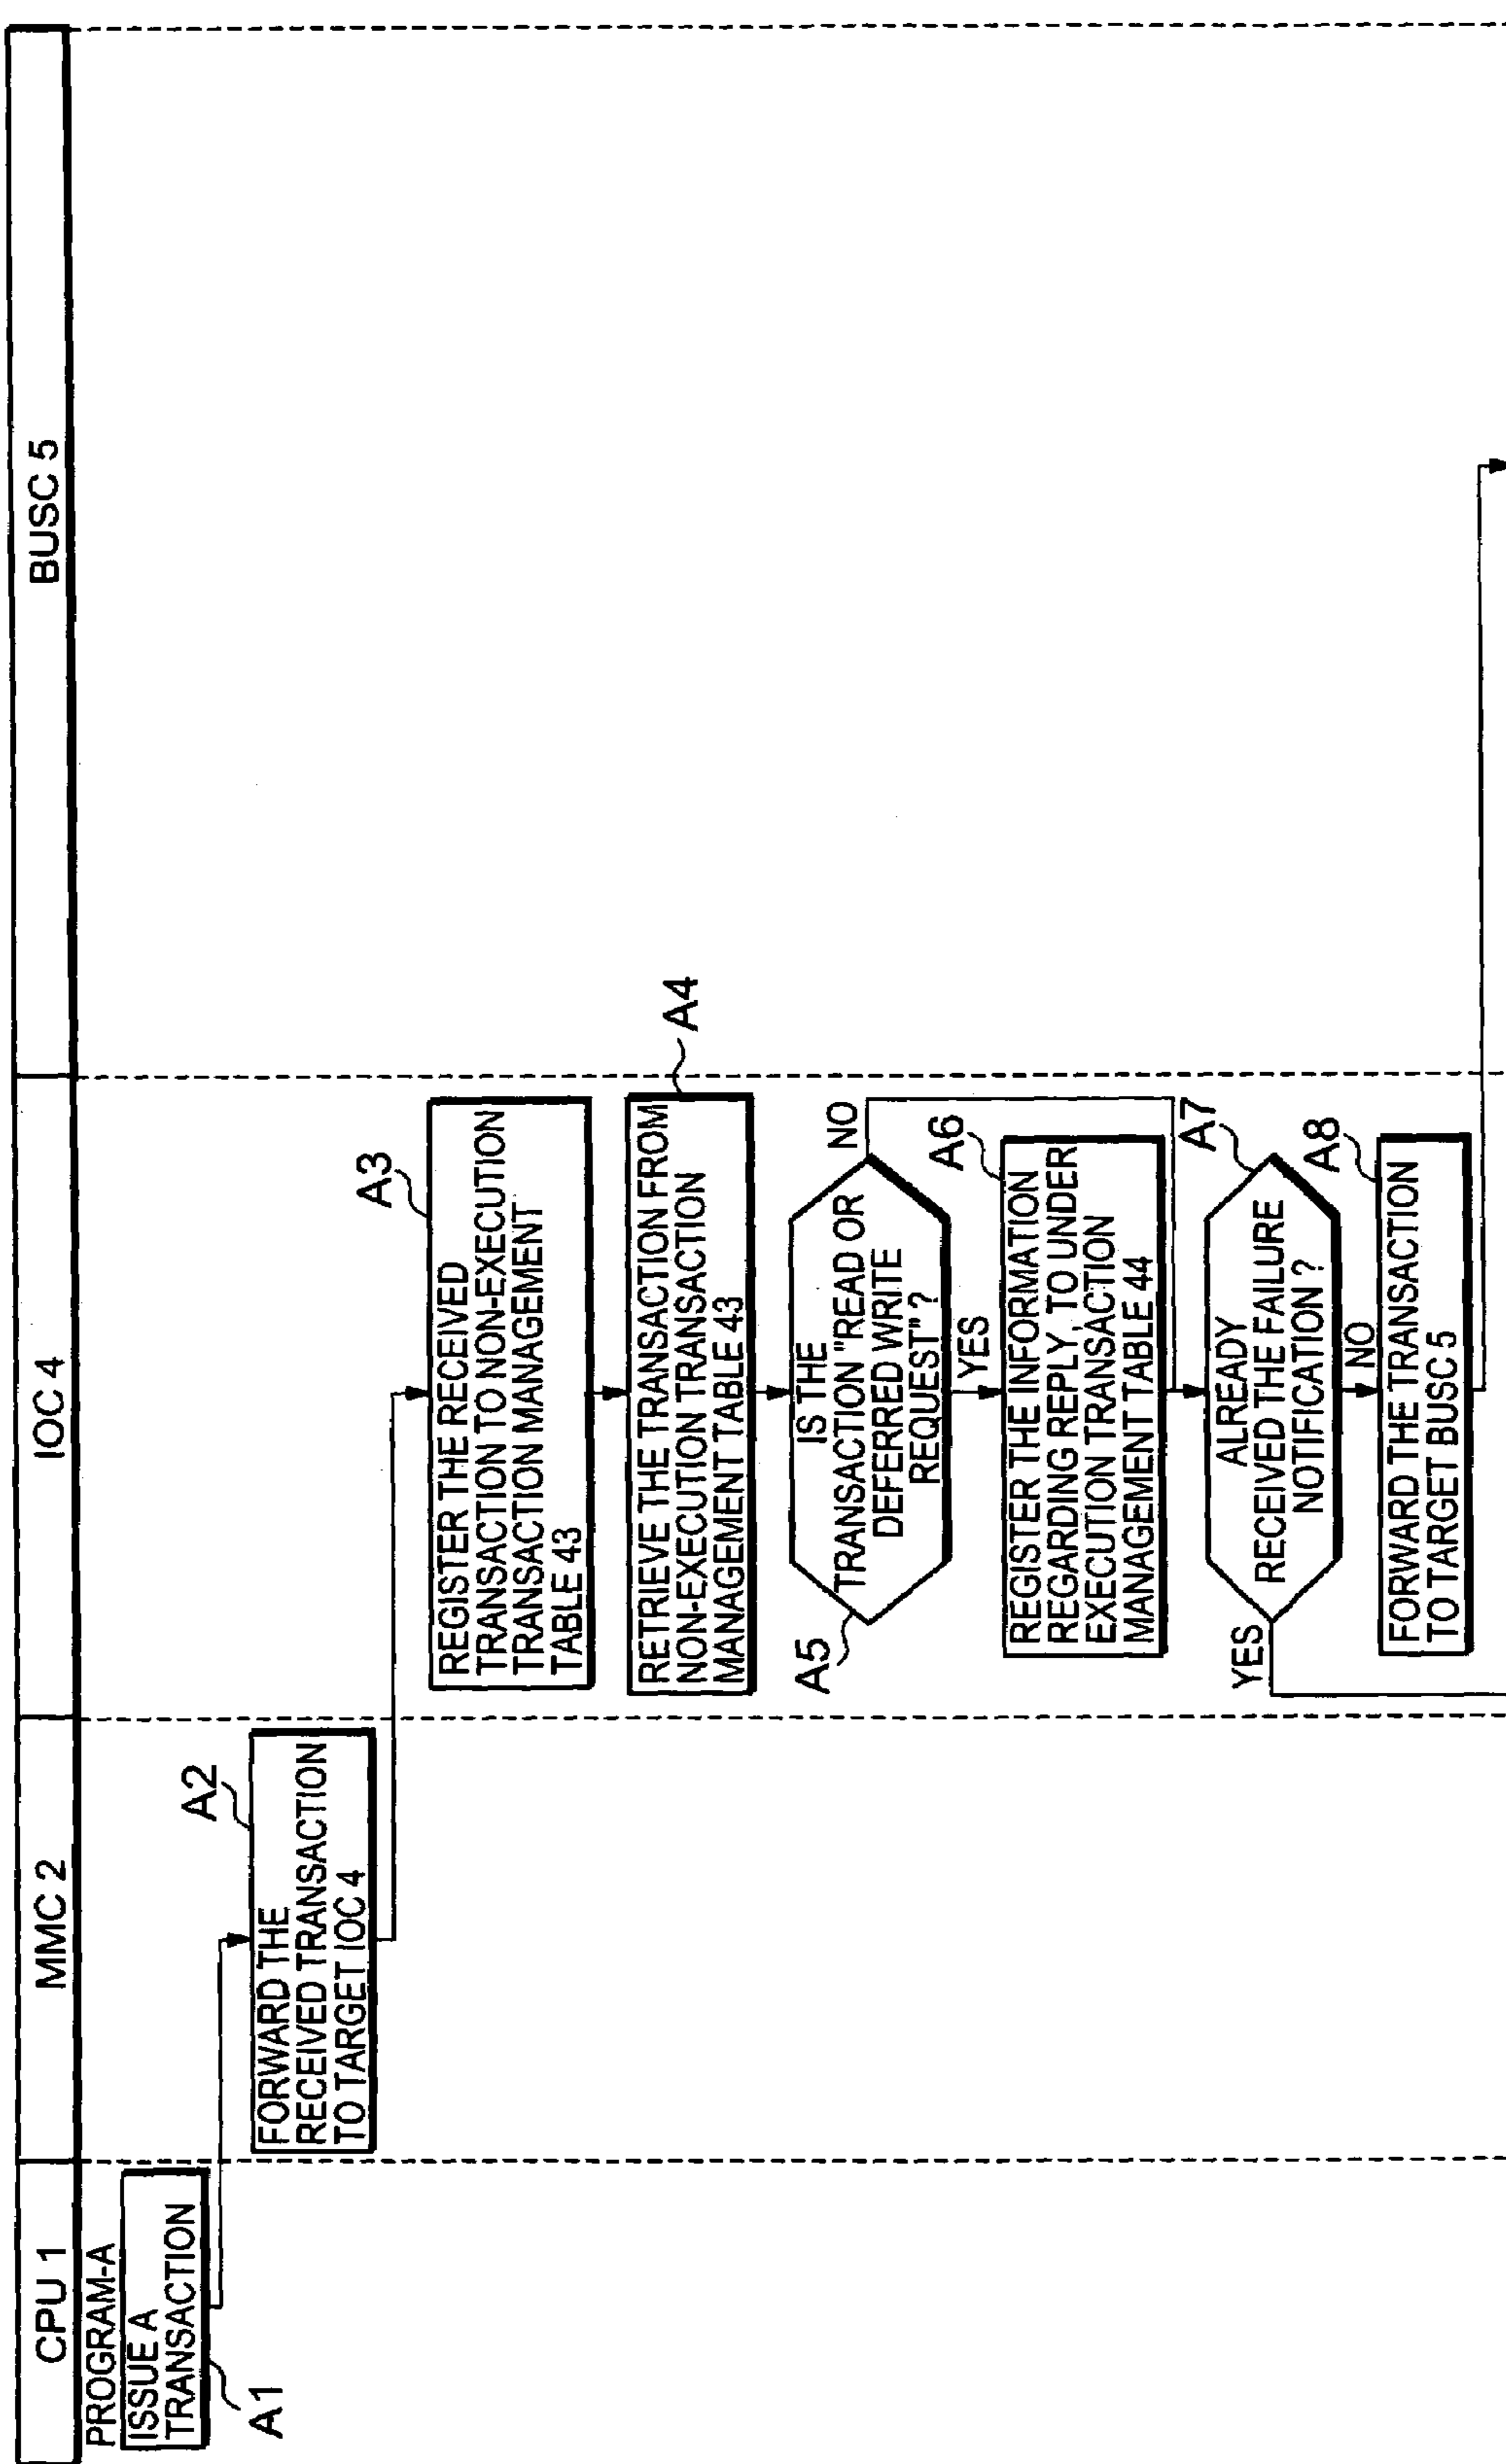 CPU 1
MMC 2
IOC 4
BUSC 5
PROGRAM-A
ISSUE A
TRANSACTION
A1
FORWARD THE
RECEIVED TRANSACTION
TO TARGET IOC 4
A2
REGISTER THE RECEIVED
TRANSACTION TO NON-EXECUTION
TRANSACTION MANAGEMENT
TABLE 43
A3
RETRIEVE THE TRANSACTION FROM
NON-EXECUTION TRANSACTION
MANAGEMENT TABLE 43
A4
IS THE
TRANSACTION "READ OR
DEFERRED WRITE
REQUEST"?
A5
NO
YES
REGISTER THE INFORMATION
REGARDING REPLY, TO UNDER
EXECUTION TRANSACTION
MANAGEMENT TABLE 44
A6
ALREADY
RECEIVED THE FAILURE
NOTIFICATION?
A7
YES
NO
FORWARD THE TRANSACTION
TO TARGET BUSC 5
A8